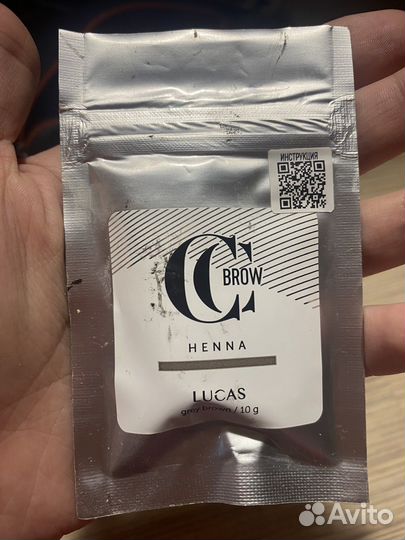 ИНСТРУКЦИЯ
CC BROW
HENNA
LUCAS
grey brown / 10 g
Avito